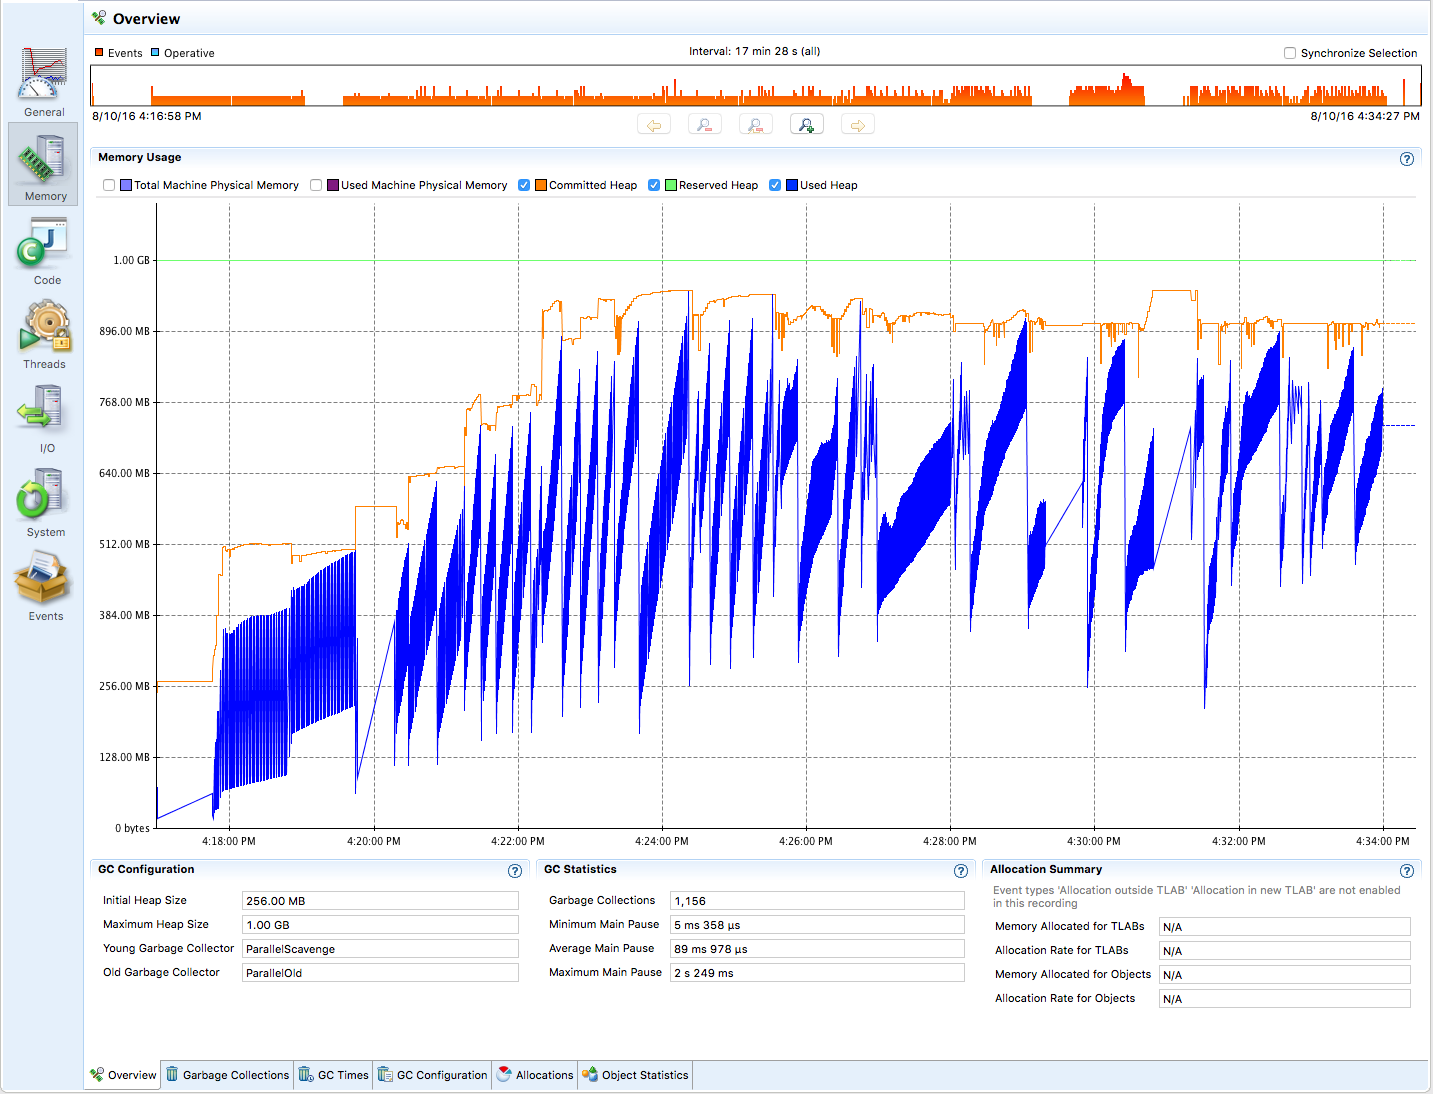 Overview
Events Operative
Interval: 17 min 28 s (all)
Synchronize Selection
8/10/16 4:16:58 PM
8/10/16 4:34:27 PM
General
Memory
Code
Threads
I/O
System
Events
Memory Usage
Total Machine Physical Memory Used Machine Physical Memory Committed Heap Reserved Heap Used Heap
1.00 GB
896.00 MB
768.00 MB
640.00 MB
512.00 MB
384.00 MB
256.00 MB
128.00 MB
0 bytes
4:18:00 PM 4:20:00 PM 4:22:00 PM 4:24:00 PM 4:26:00 PM 4:28:00 PM 4:30:00 PM 4:32:00 PM 4:34:00 PM
GC Configuration
Initial Heap Size 256.00 MB
Maximum Heap Size 1.00 GB
Young Garbage Collector ParallelScavenge
Old Garbage Collector ParallelOld
GC Statistics
Garbage Collections 1,156
Minimum Main Pause 5 ms 358 µs
Average Main Pause 89 ms 978 µs
Maximum Main Pause 2 s 249 ms
Allocation Summary
Event types 'Allocation outside TLAB' 'Allocation in new TLAB' are not enabled
in this recording
Memory Allocated for TLABs N/A
Allocation Rate for TLABs N/A
Memory Allocated for Objects N/A
Allocation Rate for Objects N/A
Overview Garbage Collections GC Times GC Configuration Allocations Object Statistics